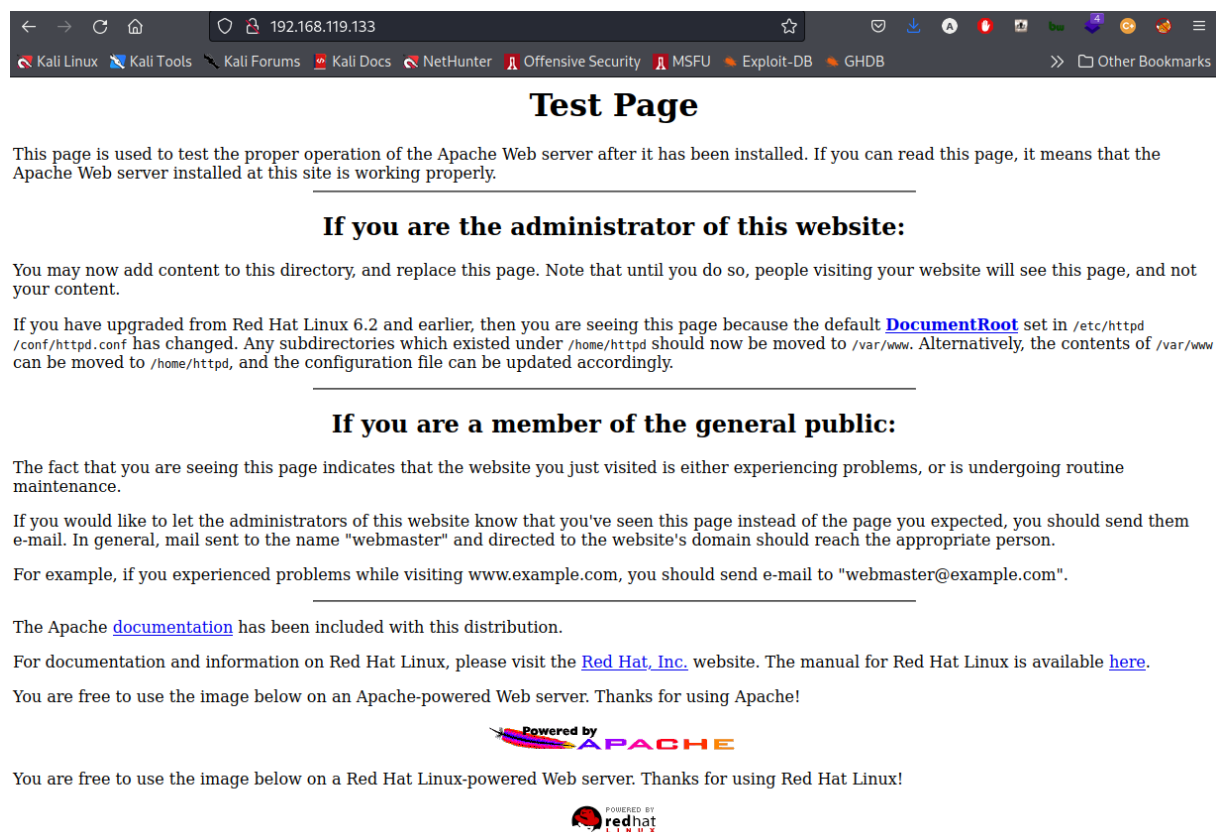 192.168.119.133
4
Kali Linux Kali Tools Kali Forums Kali Docs NetHunter Offensive Security MSFU Exploit-DB GHDB Other Bookmarks
Test Page
This page is used to test the proper operation of the Apache Web server after it has been installed. If you can read this page, it means that the
Apache Web server installed at this site is working properly.
If you are the administrator of this website:
You may now add content to this directory, and replace this page. Note that until you do so, people visiting your website will see this page, and not
your content.
If you have upgraded from Red Hat Linux 6.2 and earlier, then you are seeing this page because the default DocumentRoot set in /etc/httpd
/conf/httpd.conf has changed. Any subdirectories which existed under /home/httpd should now be moved to /var/www. Alternatively, the contents of /var/www
can be moved to /home/httpd, and the configuration file can be updated accordingly.
If you are a member of the general public:
The fact that you are seeing this page indicates that the website you just visited is either experiencing problems, or is undergoing routine
maintenance.
If you would like to let the administrators of this website know that you've seen this page instead of the page you expected, you should send them
e-mail. In general, mail sent to the name "webmaster" and directed to the website's domain should reach the appropriate person.
For example, if you experienced problems while visiting www.example.com, you should send e-mail to "webmaster@example.com".
The Apache documentation has been included with this distribution.
For documentation and information on Red Hat Linux, please visit the Red Hat, Inc. website. The manual for Red Hat Linux is available here.
You are free to use the image below on an Apache-powered Web server. Thanks for using Apache!
Powered by
APACHE
You are free to use the image below on a Red Hat Linux-powered Web server. Thanks for using Red Hat Linux!
POWERED BY
redhat
LINUX